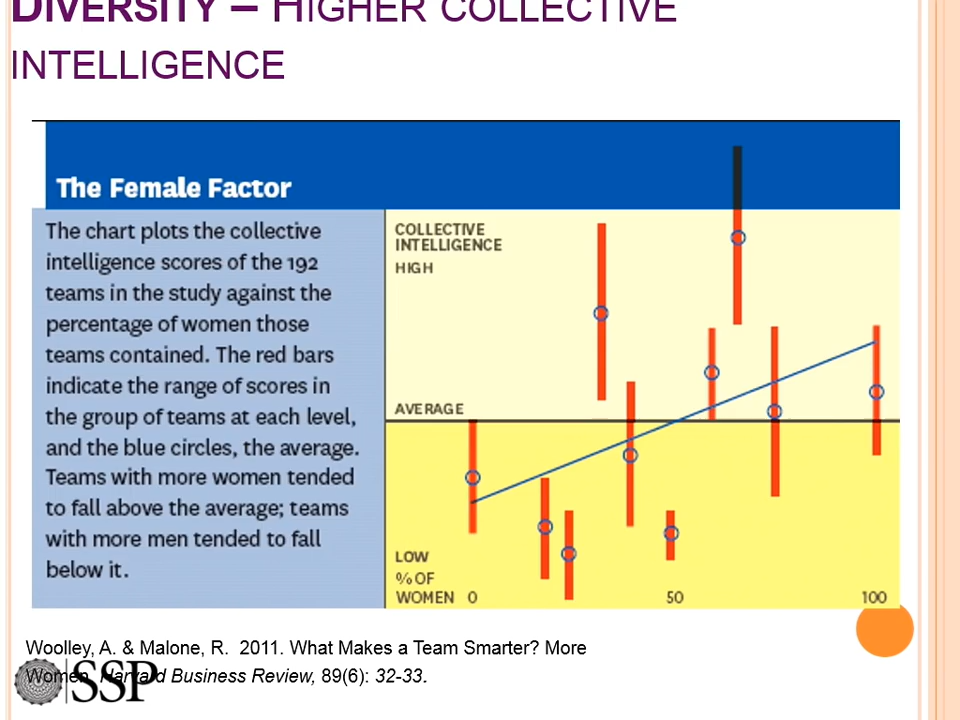 DIVERSITY – HIGHER COLLECTIVE
INTELLIGENCE
The Female Factor
The chart plots the collective
intelligence scores of the 192
teams in the study against the
percentage of women those
teams contained. The red bars
indicate the range of scores in
the group of teams at each level,
and the blue circles, the average.
Teams with more women tended
to fall above the average; teams
with more men tended to fall
below it.
COLLECTIVE
INTELLIGENCE
HIGH
AVERAGE
LOW
% OF
WOMEN 0 50 100
Woolley, A. & Malone, R. 2011. What Makes a Team Smarter? More
Women. Harvard Business Review, 89(6): 32-33.
SSP